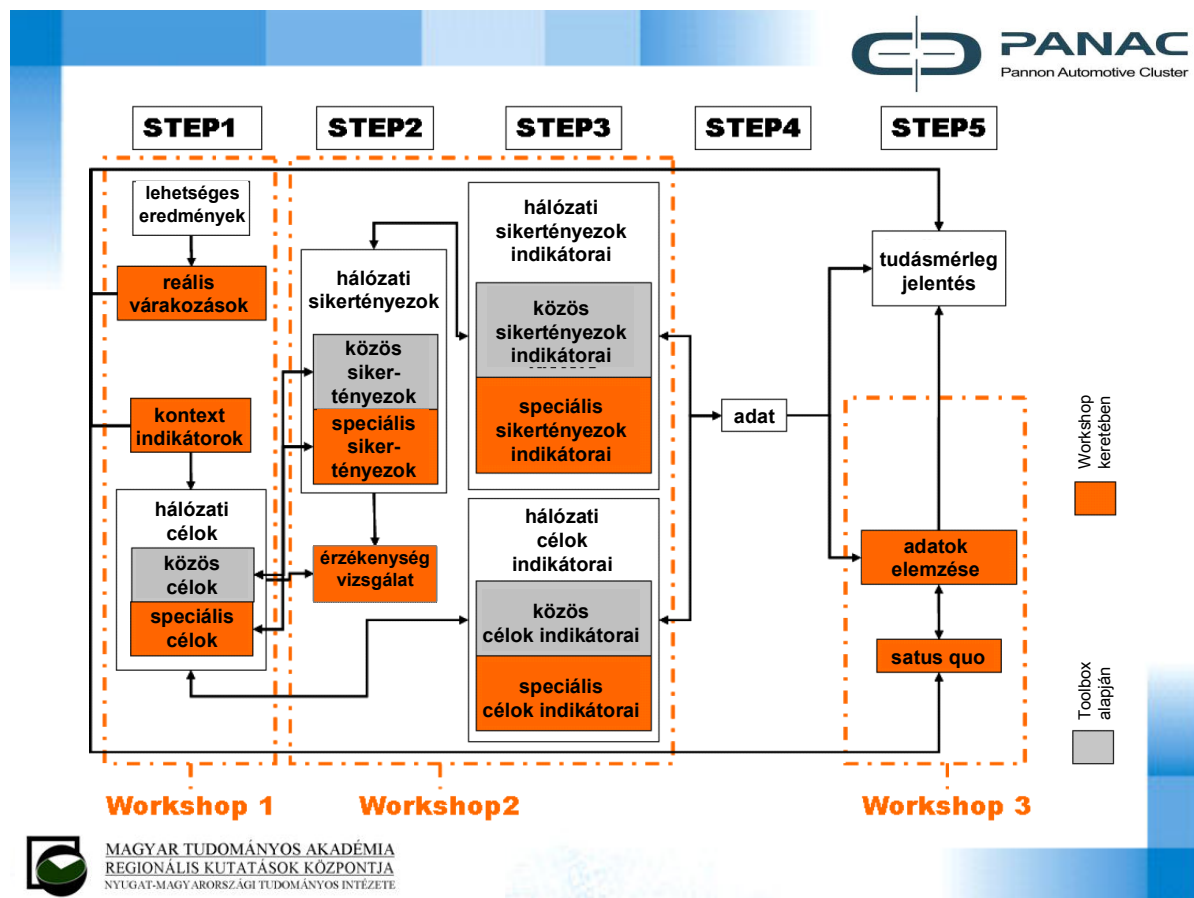 PANAC
Pannon Automotive Cluster
STEP1
STEP2
STEP3
STEP4
STEP5
lehetséges
eredmények
reális
várakozások
kontext
indikátorok
hálózati
célok
közös
célok
speciális
célok
hálózati
sikertényezok
közös
siker-
tényezok
speciális
siker-
tényezok
érzékenység
vizsgálat
hálózati
sikertényezok
indikátorai
közös
sikertényezok
indikátorai
speciális
sikertényezok
indikátorai
hálózati
célok
indikátorai
közös
célok indikátorai
speciális
célok indikátorai
adat
tudásmérleg
jelentés
adatok
elemzése
satus quo
Workshop
keretében
Toolbox
alapján
Workshop 1
Workshop2
Workshop 3
MAGYAR TUDOMÁNYOS AKADÉMIA
REGIONÁLIS KUTATÁSOK KÖZPONTJA
NYUGAT-MAGYARORSZÁGI TUDOMÁNYOS INTÉZETE